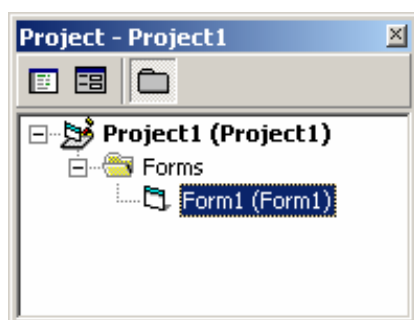 Project - Project1
Project1 (Project1)
Forms
Form1 (Form1)